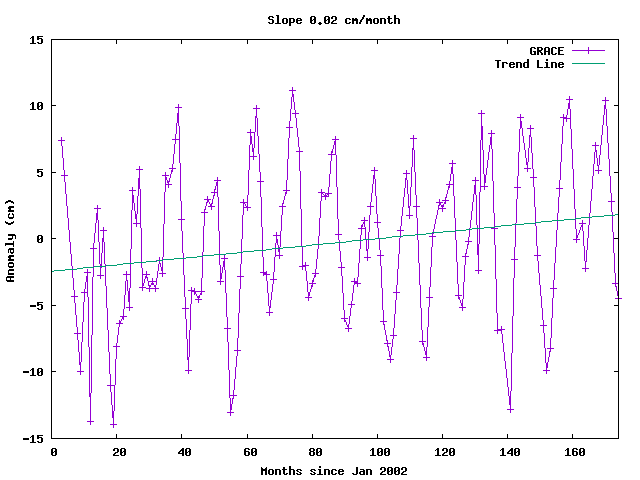 Slope 0.02 cm/month
GRACE
Trend Line
15
10
5
0
-5
-10
-15
Anomaly (cm)
0 20 40 60 80 100 120 140 160
Months since Jan 2002